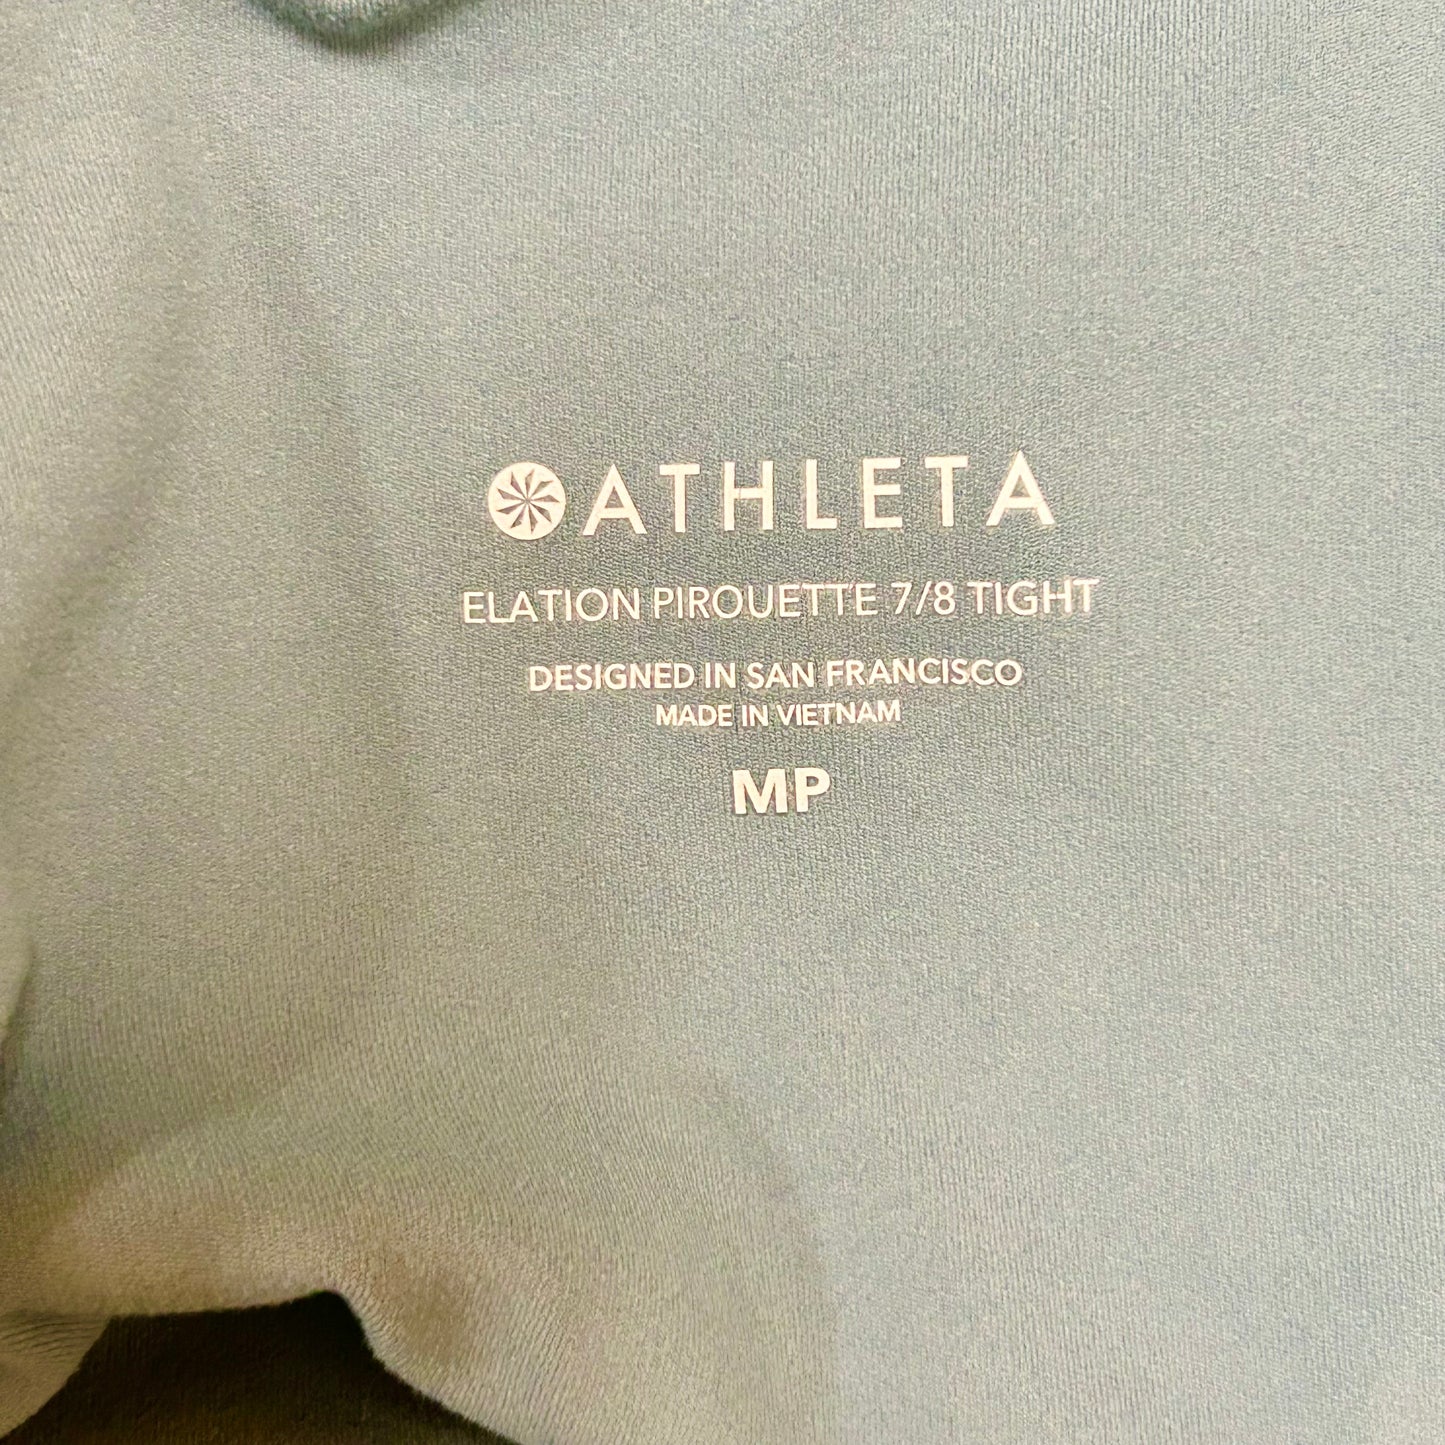 ATHLETA
ELATION PIROUETTE 7/8 TIGHT
DESIGNED IN SAN FRANCISCO
MADE IN VIETNAM
MP